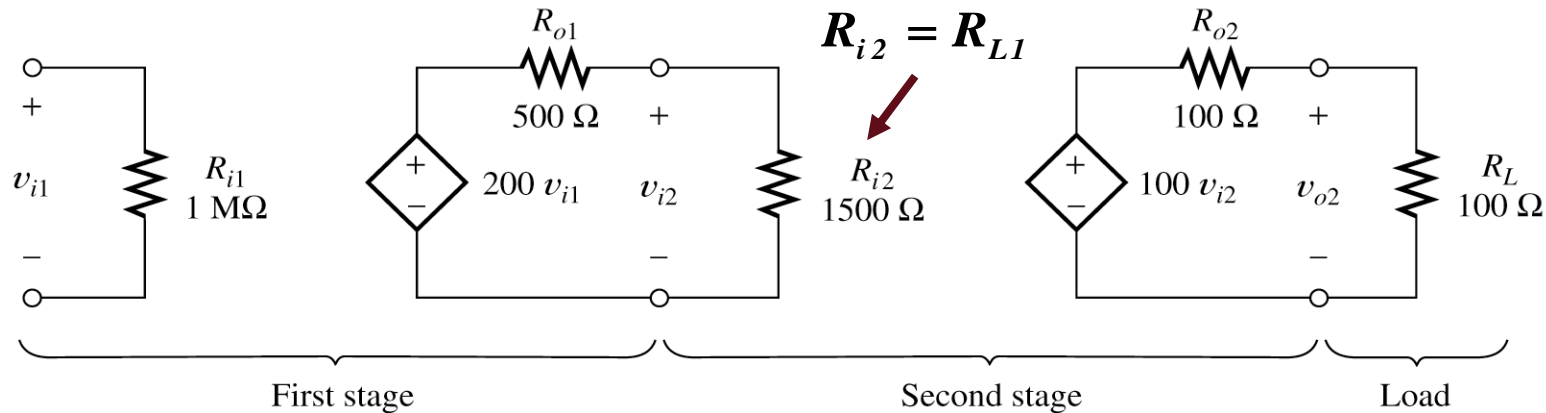 R_{o1}
500 Ω
R_{i2} = R_{L1}
R_{o2}
100 Ω
+
v_{i1}
−
R_{i1}
1 MΩ
+
−
200 v_{i1}
+
v_{i2}
−
R_{i2}
1500 Ω
+
−
100 v_{i2}
+
v_{o2}
−
R_L
100 Ω
First stage
Second stage
Load